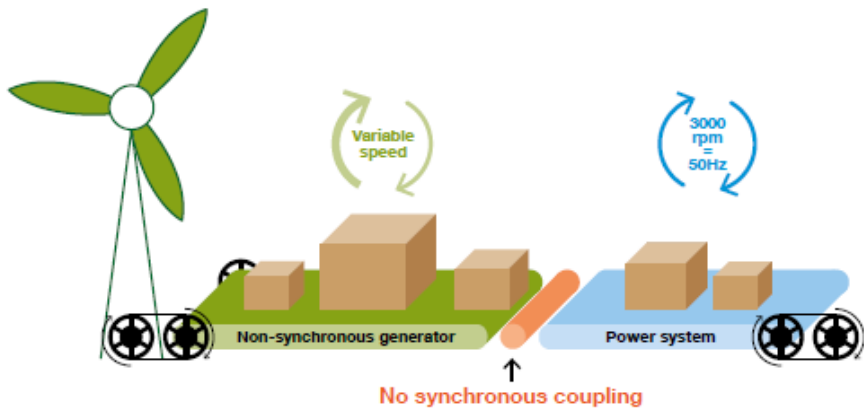 Variable
speed
3000
rpm
=
50Hz
Non-synchronous generator
Power system
No synchronous coupling